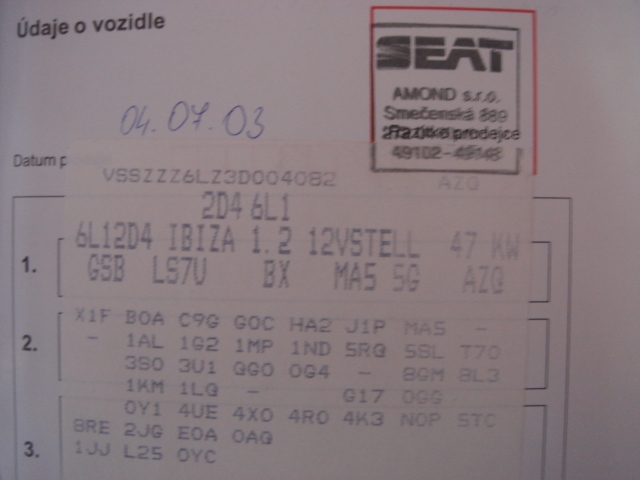 Údaje o vozidle
SEAT
AMOND s.r.o.
Smečenská 889
Razítko prodejce
49102-49148
04.07.03
Datum
VSSZZZ6LZ3D004082 AZQ
2D4 6L1
6L12D4 IBIZA 1.2 12VSTELL 47 KW
1.
GSB LS7U BX MA5 5G AZQ
X1F B0A C9G G0C HA2 J1P MA5 -
2.
- 1AL 1G2 1MP 1ND 5RQ 5SL T70
3S0 3U1 QG0 0G4 - 8GM 8L3
1KM 1LQ - G17 0GG
0Y1 4UE 4X0 4R0 4K3 N0P 5TC
8RE 2JG E0A 0AG
3.
1JJ L25 0YC